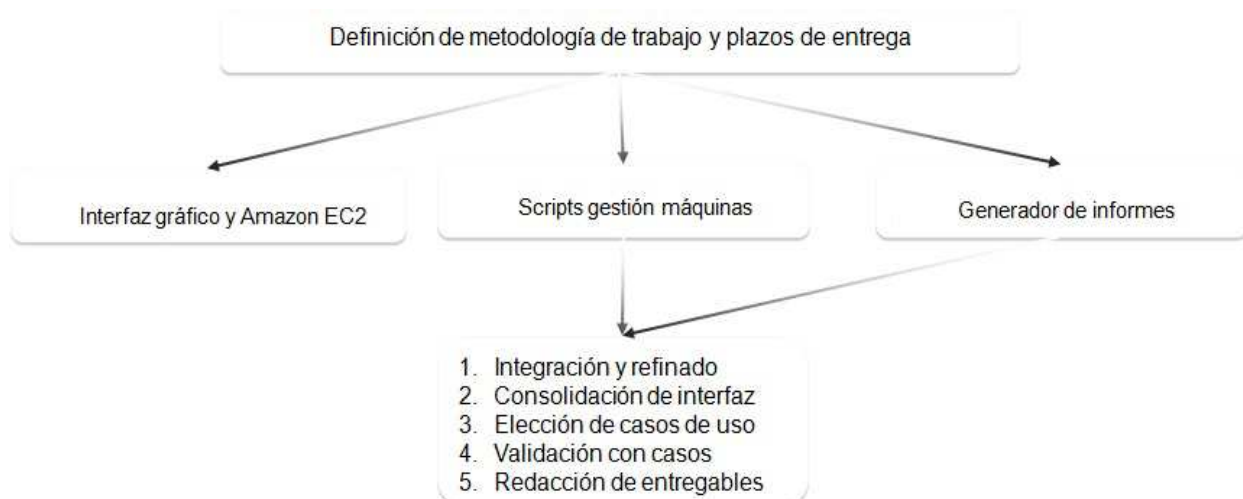 Definición de metodología de trabajo y plazos de entrega
Interfaz gráfico y Amazon EC2
Scripts gestión máquinas
Generador de informes
1. Integración y refinado
2. Consolidación de interfaz
3. Elección de casos de uso
4. Validación con casos
5. Redacción de entregables